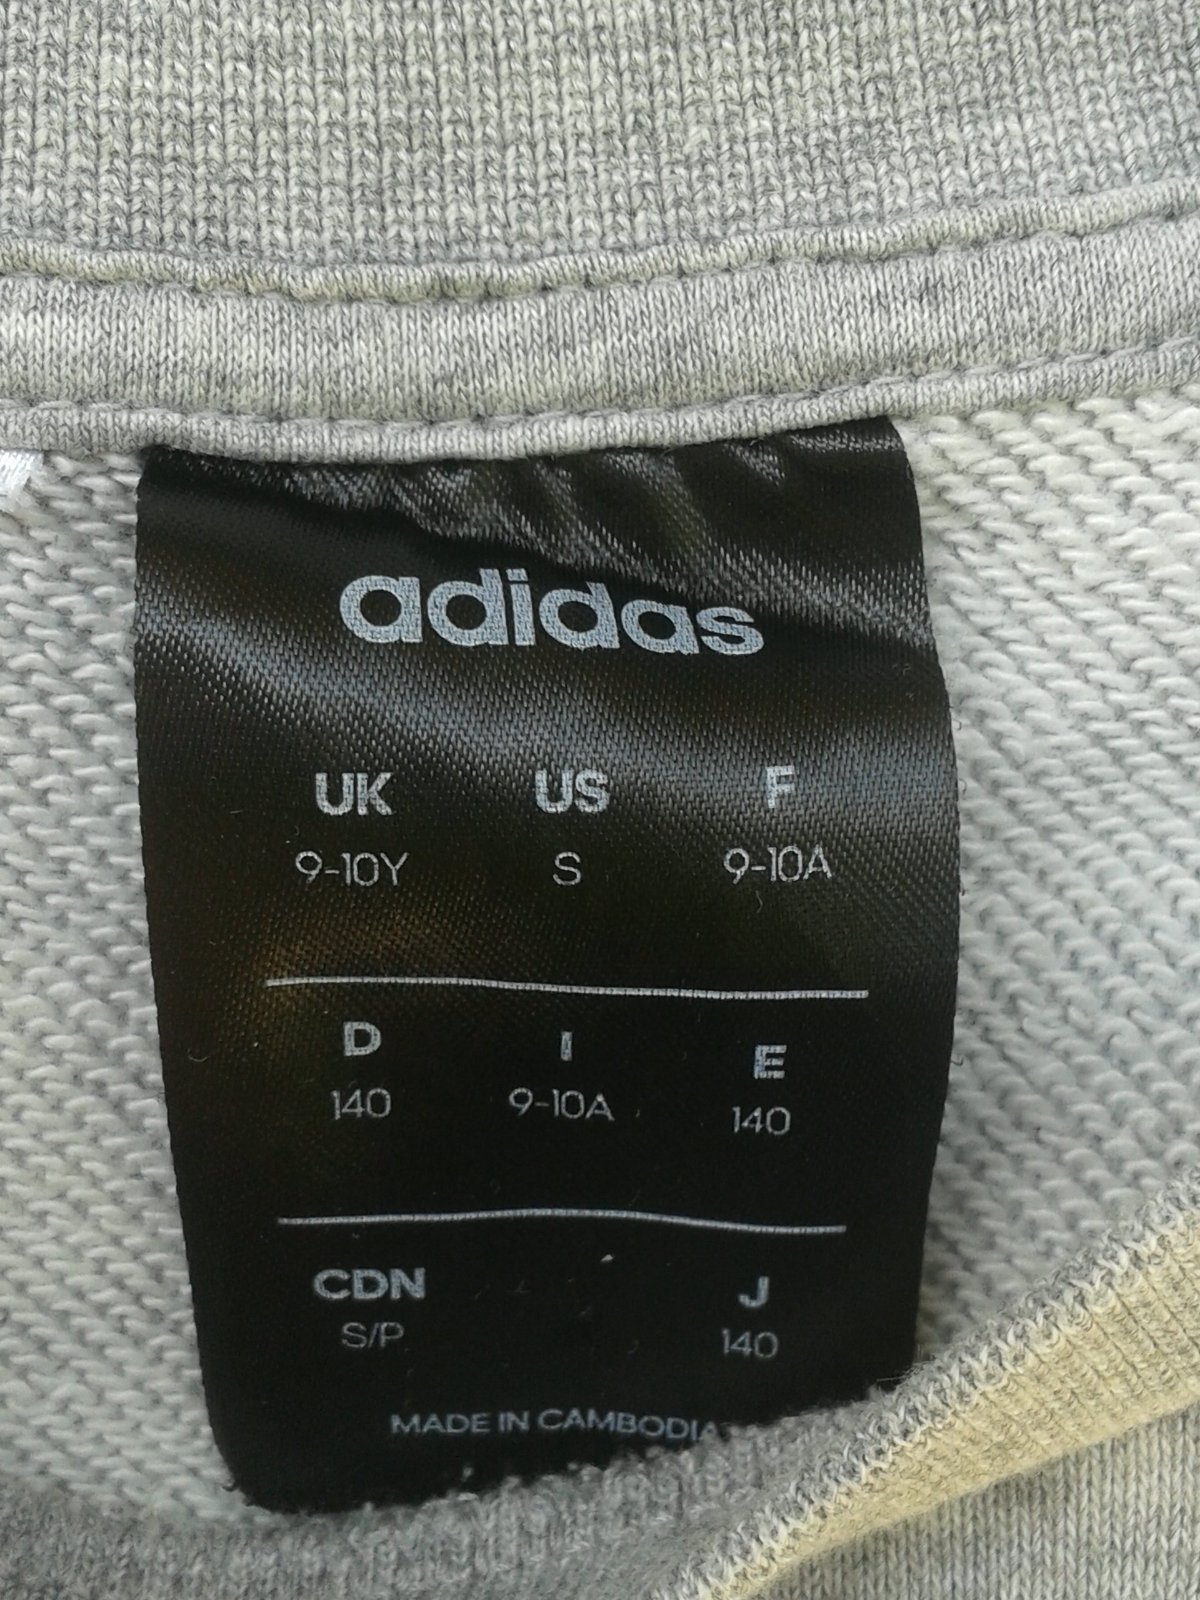 adidas
UK US F
9-10Y S 9-10A
D I E
140 9-10A 140
CDN J
S/P 140
MADE IN CAMBODIA